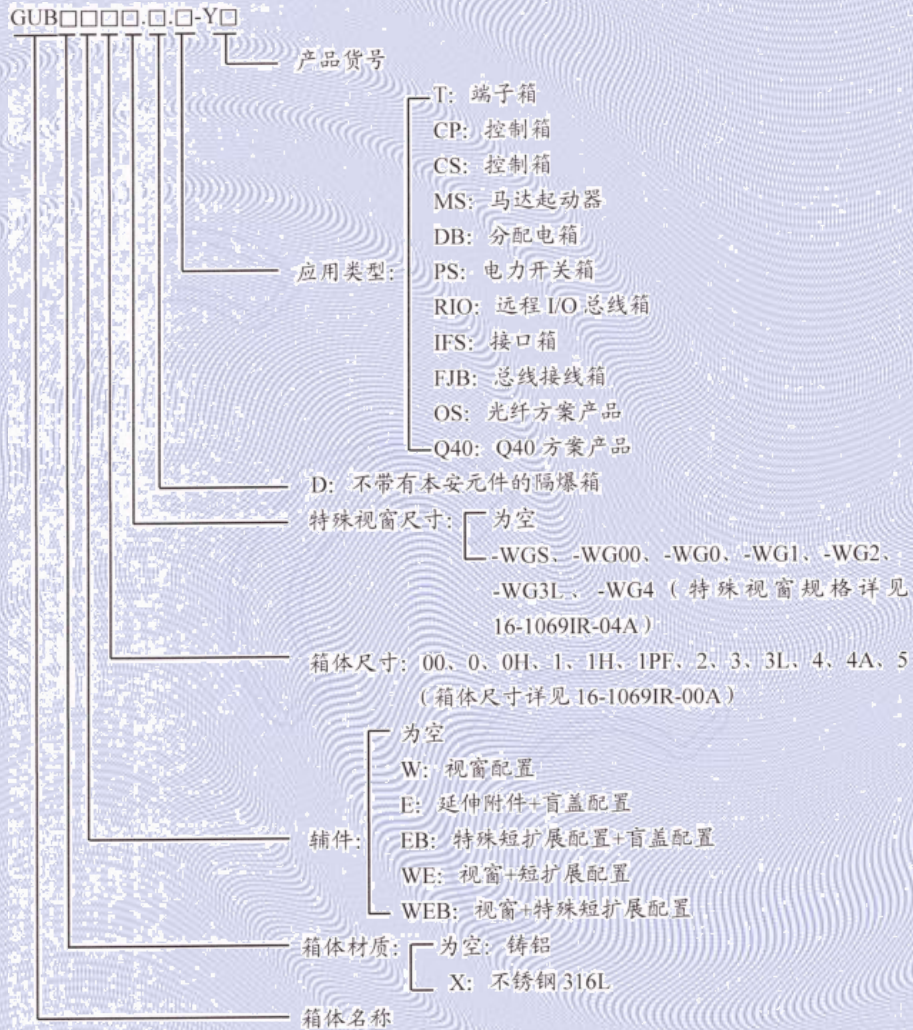 GUB□□□□.□.□-Y□
产品货号
T: 端子箱
CP: 控制箱
CS: 控制箱
MS: 马达起动器
DB: 分配电箱
应用类型:
PS: 电力开关箱
RIO: 远程 I/O 总线箱
IFS: 接口箱
FJB: 总线接线箱
OS: 光纤方案产品
Q40: Q40 方案产品
D: 不带有本安元件的隔爆箱
特殊视窗尺寸: 为空
-WGS、-WG00、-WG0、-WG1、-WG2、
-WG3L、-WG4 (特殊视窗规格详见
16-1069IR-04A)
箱体尺寸: 00、0、0H、1、1H、1PF、2、3、3L、4、4A、5
(箱体尺寸详见 16-1069IR-00A)
为空
W: 视窗配置
E: 延伸附件+盲盖配置
辅件: EB: 特殊短扩展配置+盲盖配置
WE: 视窗+短扩展配置
WEB: 视窗+特殊短扩展配置
箱体材质: 为空: 铸铝
X: 不锈钢 316L
箱体名称